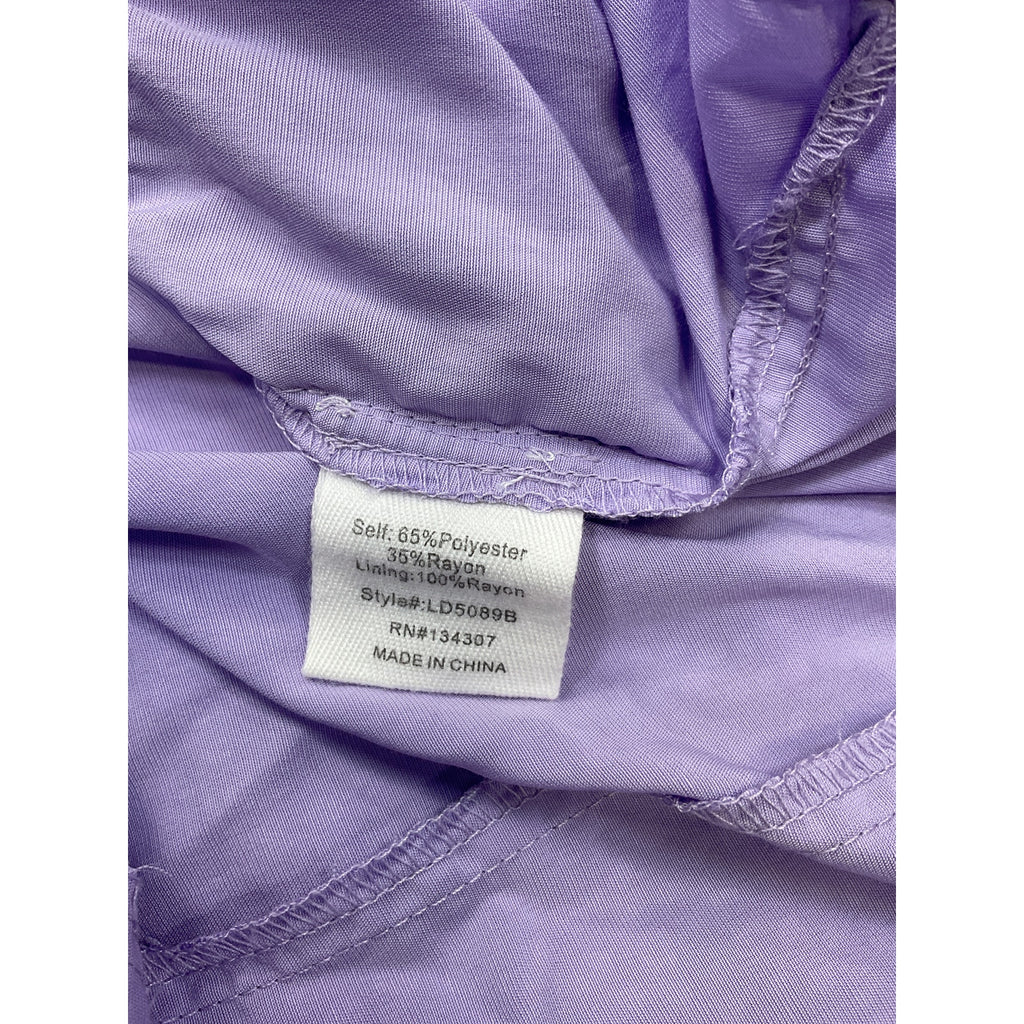 Self: 65%Polyester
35%Rayon
Lining:100%Rayon
Style#:LD5089B
RN#134307
MADE IN CHINA